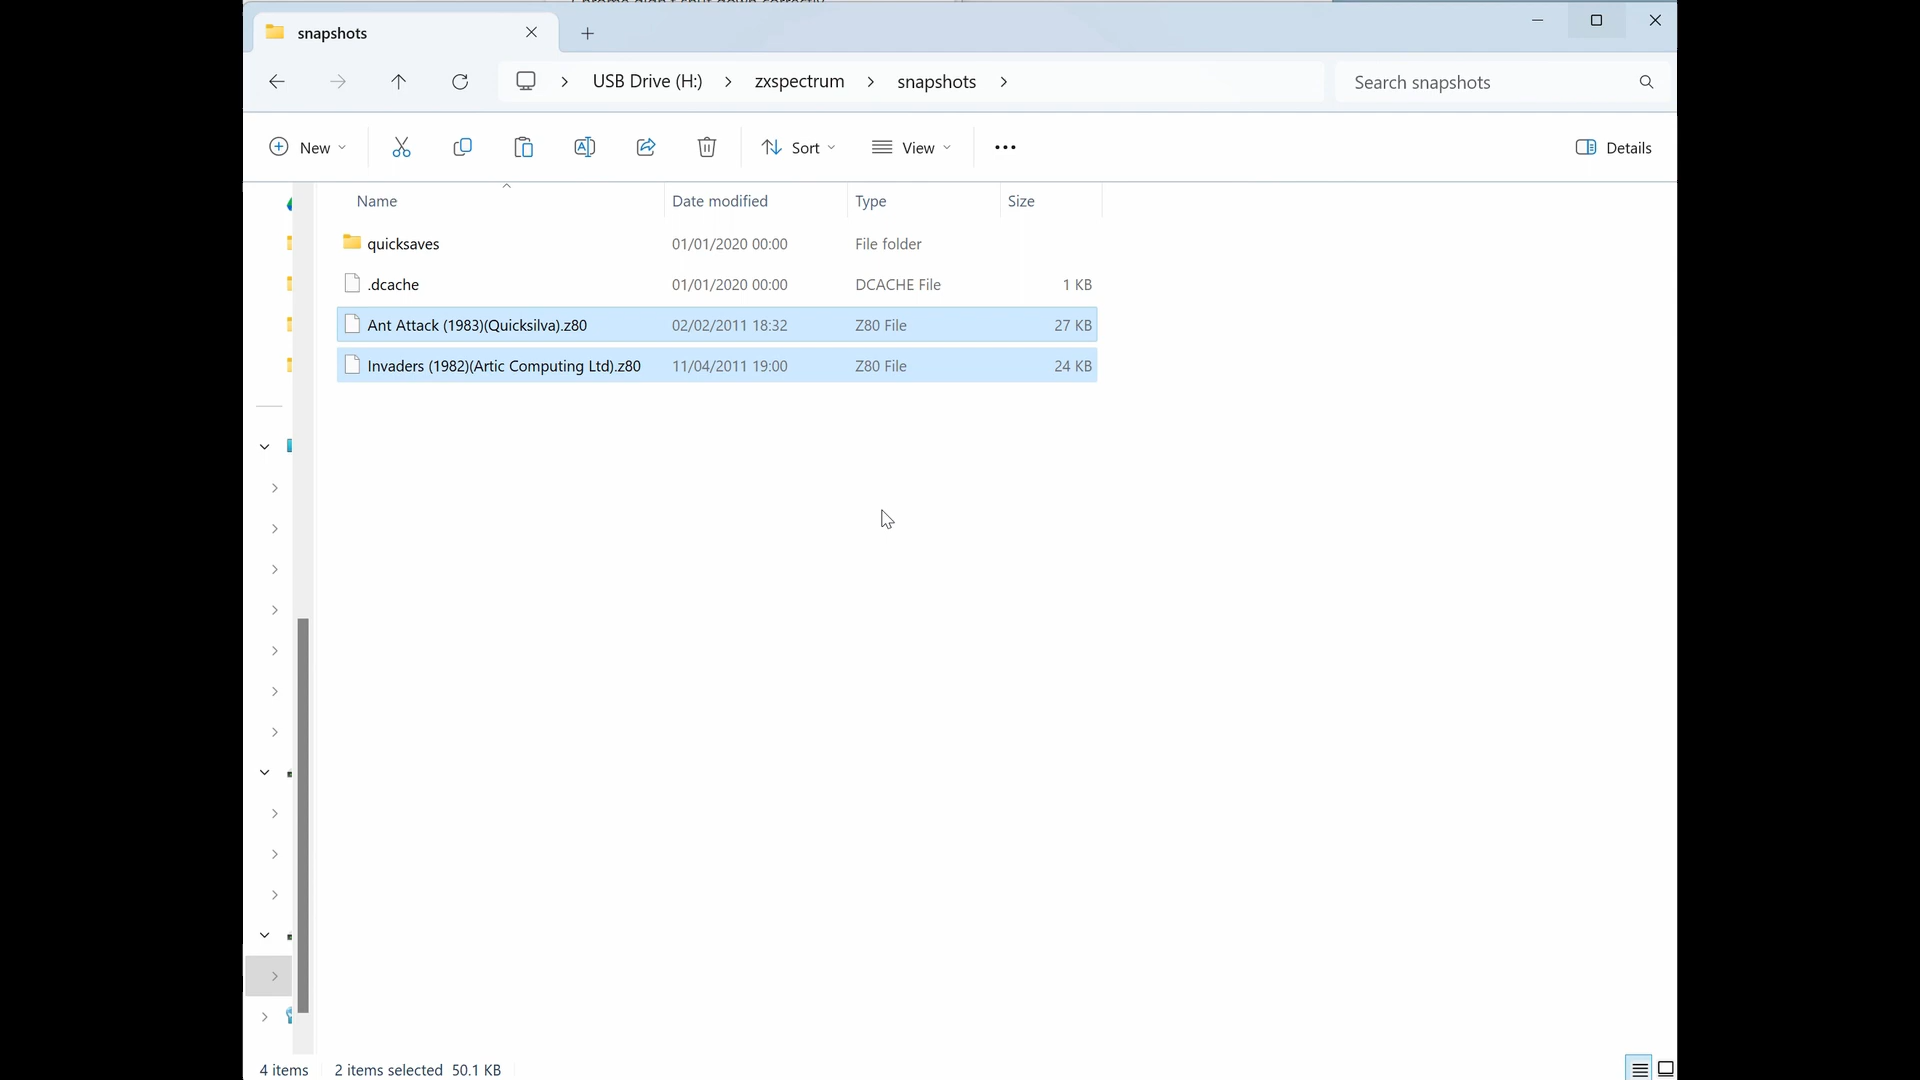 snapshots
USB Drive (H:) zxspectrum snapshots
Search snapshots
New Sort View Details
Name Date modified Type Size
quicksaves 01/01/2020 00:00 File folder
.dcache 01/01/2020 00:00 DCACHE File 1 KB
Ant Attack (1983)(Quicksilva).z80 02/02/2011 18:32 Z80 File 27 KB
Invaders (1982)(Artic Computing Ltd).z80 11/04/2011 19:00 Z80 File 24 KB
4 items 2 items selected 50.1 KB